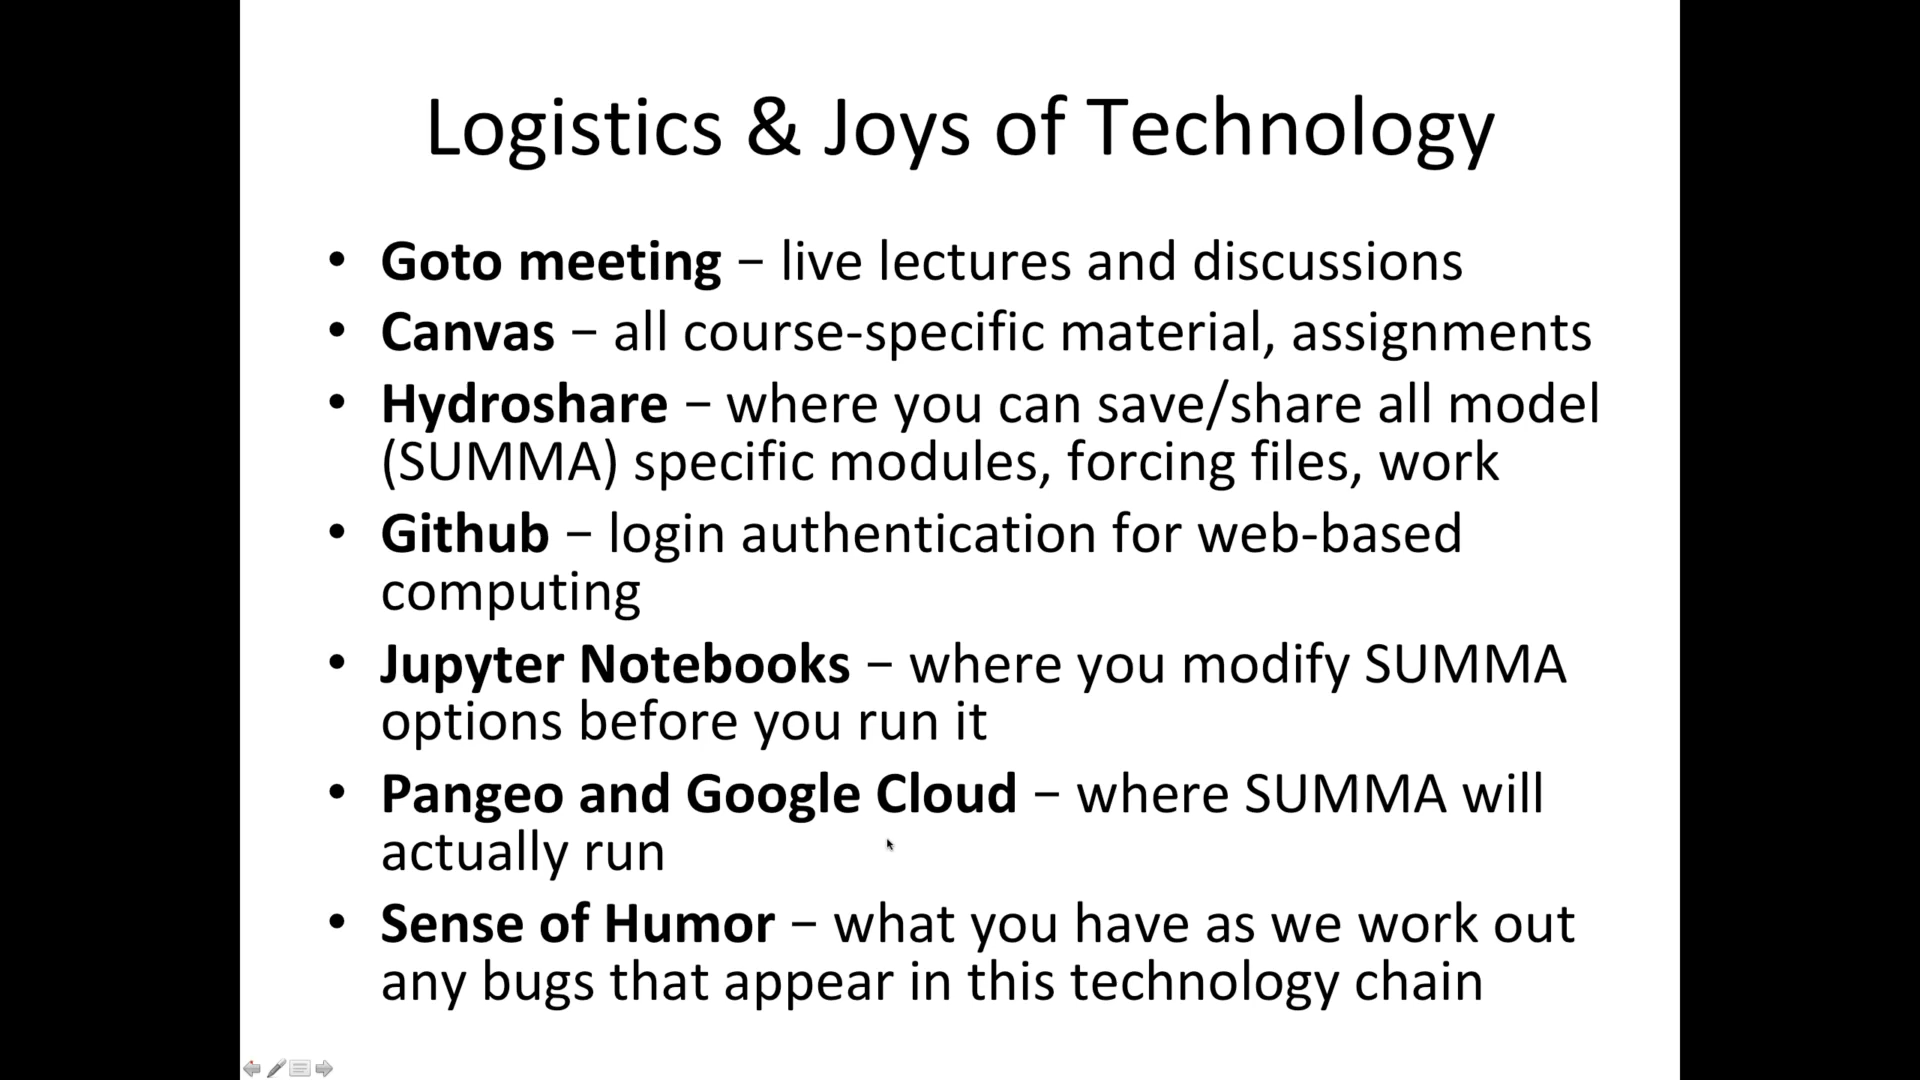 Logistics & Joys of Technology
• Goto meeting – live lectures and discussions
• Canvas – all course-specific material, assignments
• Hydroshare – where you can save/share all model
(SUMMA) specific modules, forcing files, work
• Github – login authentication for web-based
computing
• Jupyter Notebooks – where you modify SUMMA
options before you run it
• Pangeo and Google Cloud – where SUMMA will
actually run
• Sense of Humor – what you have as we work out
any bugs that appear in this technology chain